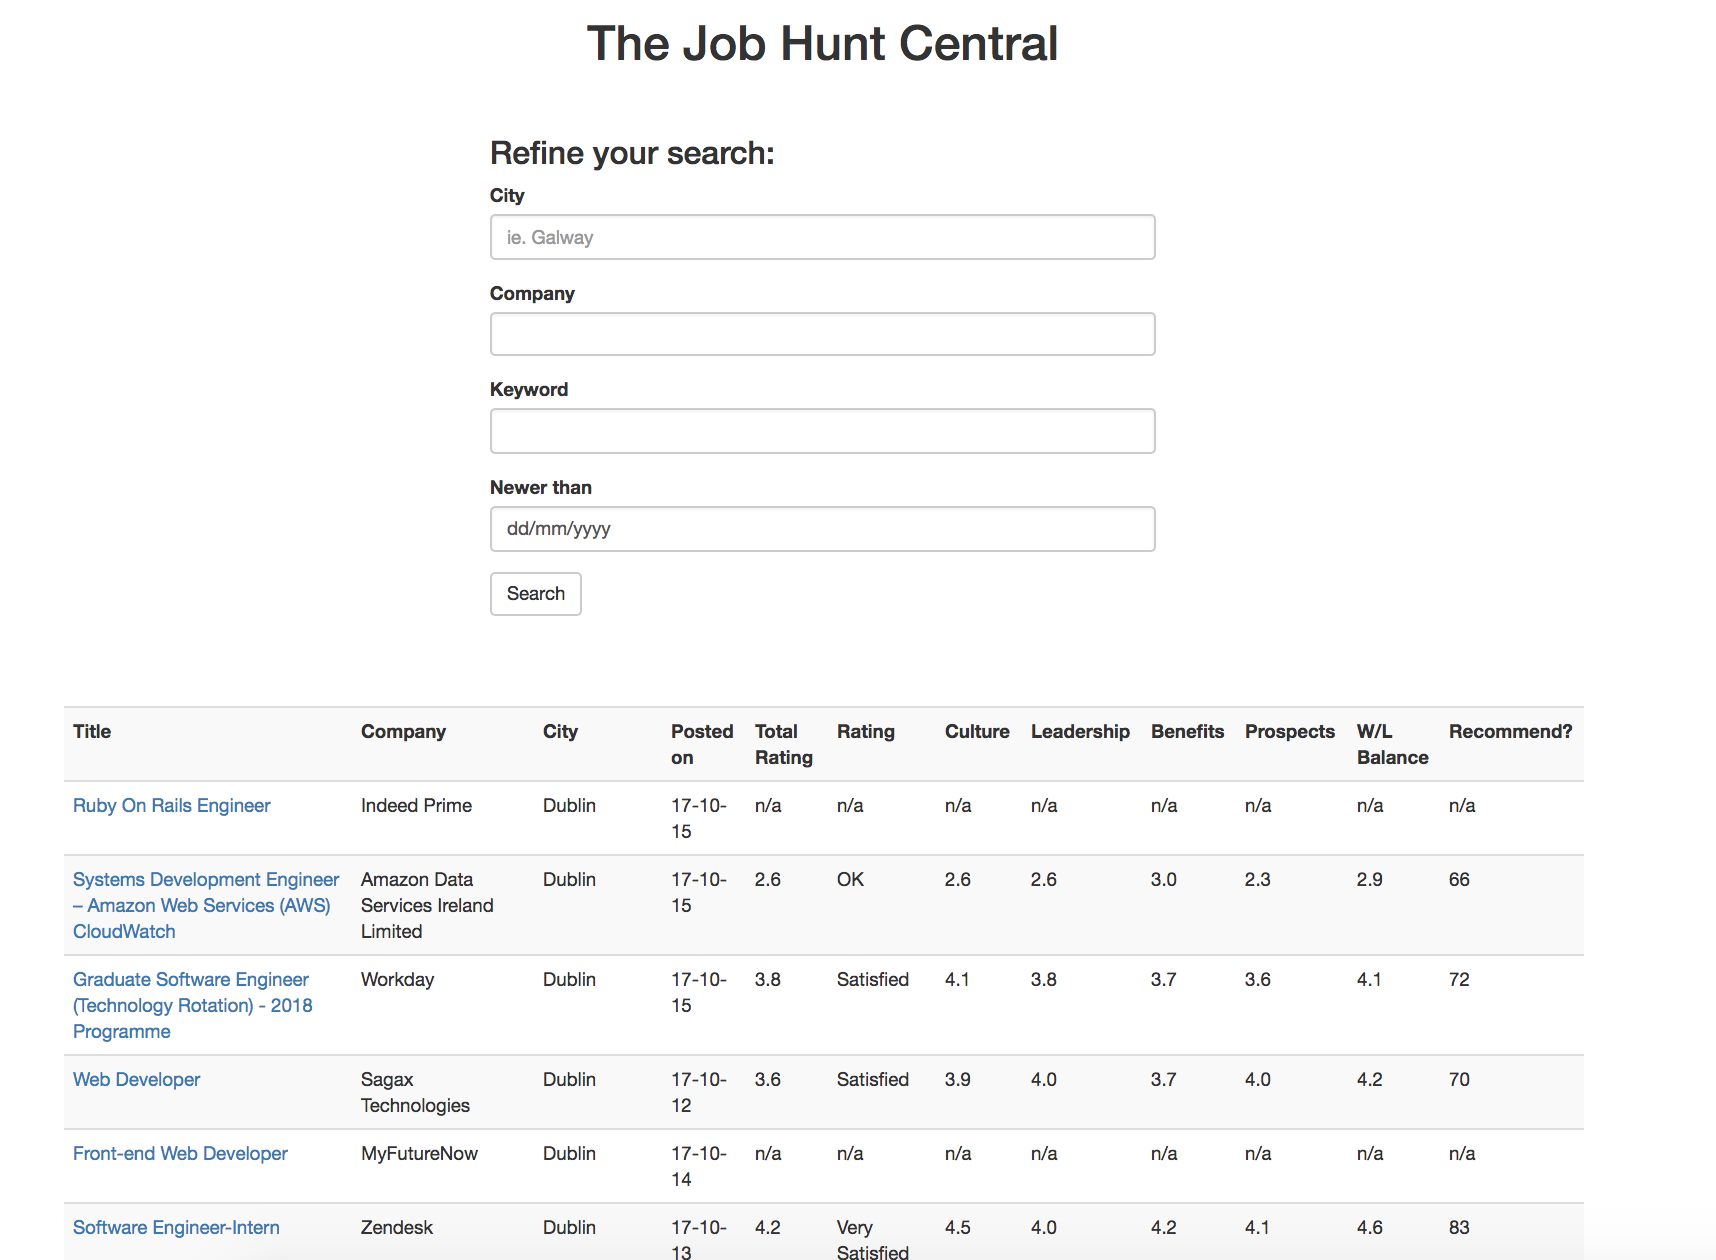 The Job Hunt Central
Refine your search:
City
ie. Galway
Company
Keyword
Newer than
dd/mm/yyyy
Search
Title Company City Posted on Total Rating Rating Culture Leadership Benefits Prospects W/L Balance Recommend?
Ruby On Rails Engineer Indeed Prime Dublin 17-10-15 n/a n/a n/a n/a n/a n/a n/a n/a
Systems Development Engineer – Amazon Web Services (AWS) CloudWatch Amazon Data Services Ireland Limited Dublin 17-10-15 2.6 OK 2.6 2.6 3.0 2.3 2.9 66
Graduate Software Engineer (Technology Rotation) - 2018 Programme Workday Dublin 17-10-15 3.8 Satisfied 4.1 3.8 3.7 3.6 4.1 72
Web Developer Sagax Technologies Dublin 17-10-12 3.6 Satisfied 3.9 4.0 3.7 4.0 4.2 70
Front-end Web Developer MyFutureNow Dublin 17-10-14 n/a n/a n/a n/a n/a n/a n/a n/a
Software Engineer-Intern Zendesk Dublin 17-10-13 4.2 Very Satisfied 4.5 4.0 4.2 4.1 4.6 83